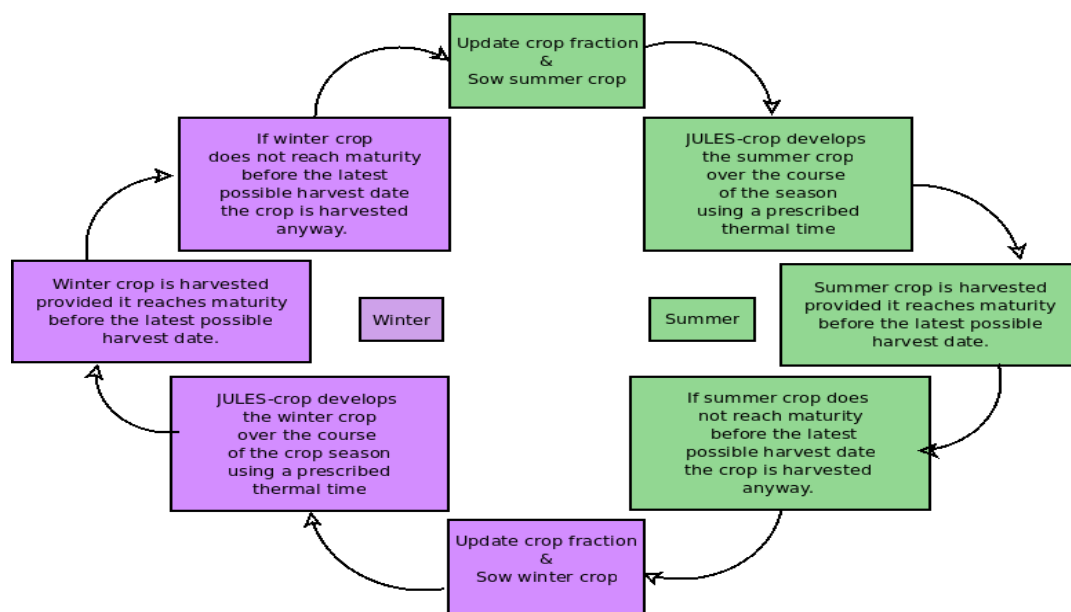 Update crop fraction
&
Sow summer crop
JULES-crop develops
the summer crop
over the course
of the season
using a prescribed
thermal time
Summer crop is harvested
provided it reaches maturity
before the latest possible
harvest date.
If summer crop does
not reach maturity
before the latest
possible harvest date
the crop is harvested
anyway.
Update crop fraction
&
Sow winter crop
JULES-crop develops
the winter crop
over the course
of the crop season
using a prescribed
thermal time
Winter crop is harvested
provided it reaches maturity
before the latest possible
harvest date.
If winter crop
does not reach maturity
before the latest
possible harvest date
the crop is harvested
anyway.
Winter
Summer